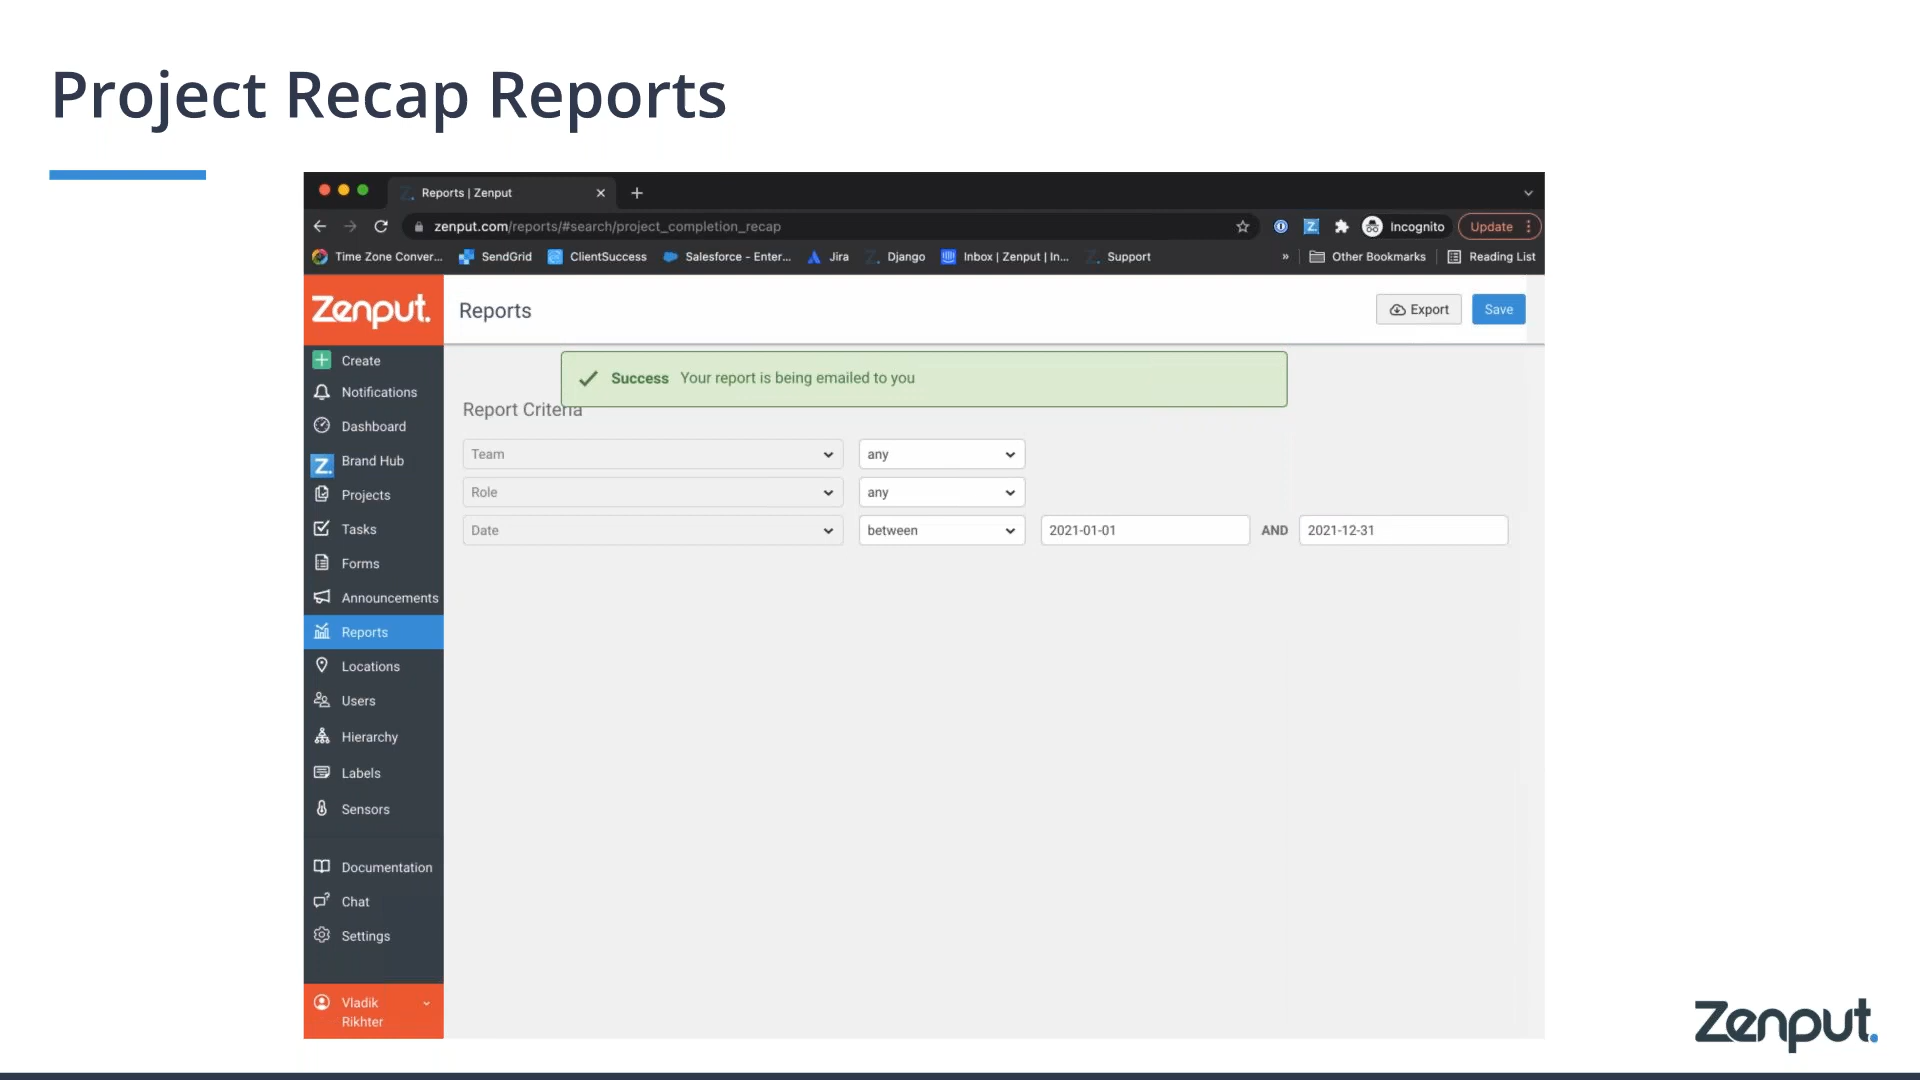 Project Recap Reports
Reports | Zenput
zenput.com/reports/#search/project_completion_recap
Incognito
Update
Time Zone Conver...
SendGrid
ClientSuccess
Salesforce - Enter...
Jira
Django
Inbox | Zenput | In...
Support
»
Other Bookmarks
Reading List
Zenput.
Reports
Export
Save
Create
Notifications
Dashboard
Z.
Brand Hub
Projects
Tasks
Forms
Announcements
Reports
Locations
Users
Hierarchy
Labels
Sensors
Documentation
Chat
Settings
Vladik
Rikhter
Success Your report is being emailed to you
Report Criteria
Team any
Role any
Date between 2021-01-01 AND 2021-12-31
Zenput.